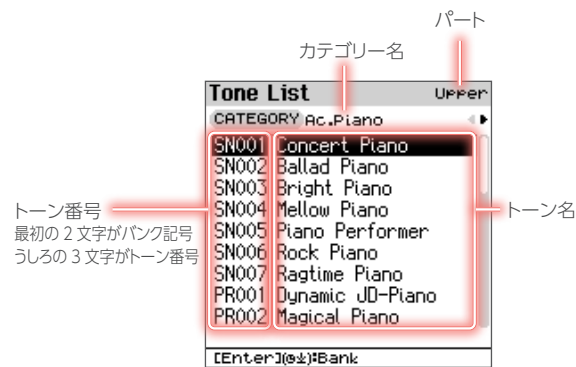 パート
カテゴリー名
Tone List Upper
CATEGORY Ac.Piano
SN001 Concert Piano
SN002 Ballad Piano
SN003 Bright Piano
SN004 Mellow Piano
SN005 Piano Performer
SN006 Rock Piano
SN007 Ragtime Piano
PR001 Dynamic JD-Piano
PR002 Magical Piano
トーン番号
最初の 2 文字がバンク記号
うしろの 3 文字がトーン番号
トーン名
[Enter]:Bank